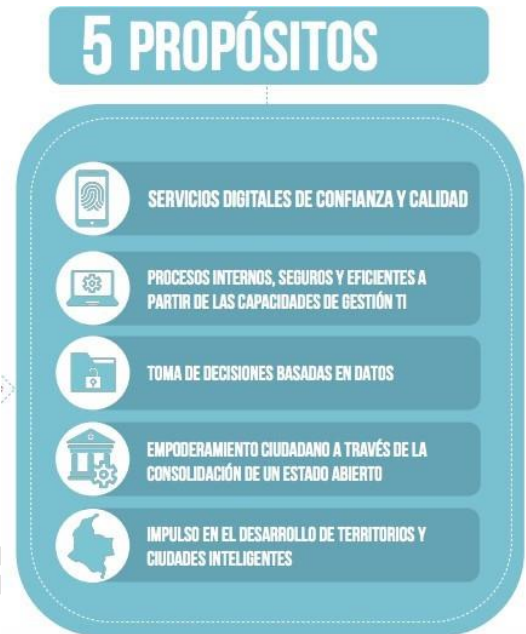 5 PROPÓSITOS
SERVICIOS DIGITALES DE CONFIANZA Y CALIDAD
PROCESOS INTERNOS, SEGUROS Y EFICIENTES A
PARTIR DE LAS CAPACIDADES DE GESTIÓN TI
TOMA DE DECISIONES BASADAS EN DATOS
EMPODERAMIENTO CIUDADANO A TRAVÉS DE LA
CONSOLIDACIÓN DE UN ESTADO ABIERTO
IMPULSO EN EL DESARROLLO DE TERRITORIOS Y
CIUDADES INTELIGENTES